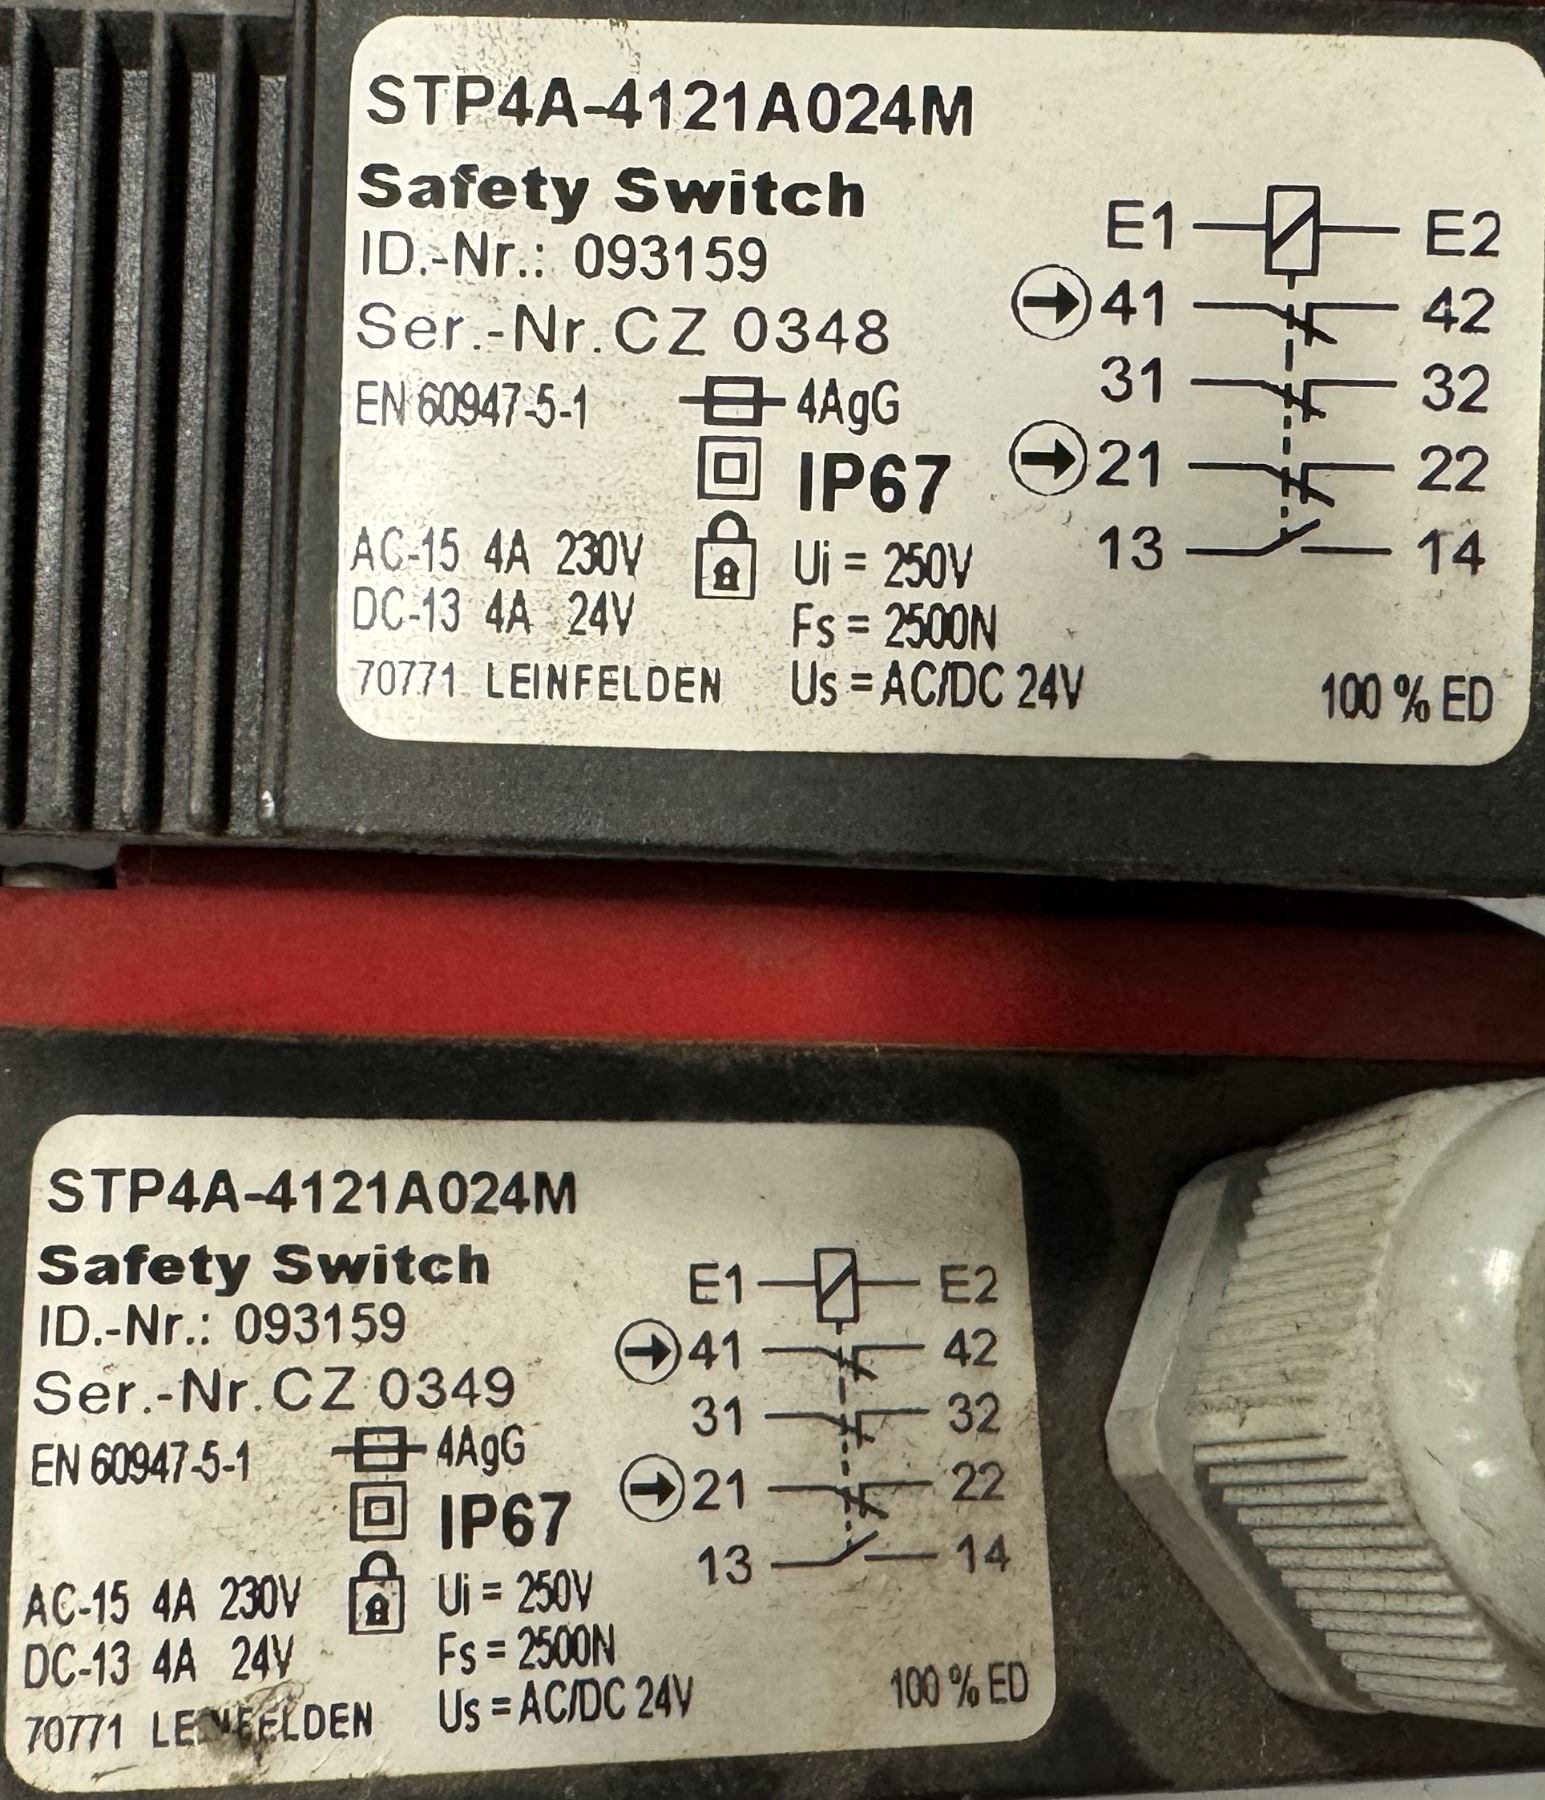 STP4A-4121A024M
Safety Switch
ID.-Nr.: 093159
Ser.-Nr. CZ 0348
EN 60947-5-1
4AgG
IP67
AC-15 4A 230V
DC-13 4A 24V
70771 LEINFELDEN
Ui = 250V
Fs = 2500N
Us = AC/DC 24V
E1 E2
41 42
31 32
21 22
13 14
100 % ED
STP4A-4121A024M
Safety Switch
ID.-Nr.: 093159
Ser.-Nr. CZ 0349
EN 60947-5-1
4AgG
IP67
AC-15 4A 230V
DC-13 4A 24V
70771 LEINFELDEN
Ui = 250V
Fs = 2500N
Us = AC/DC 24V
E1 E2
41 42
31 32
21 22
13 14
100 % ED